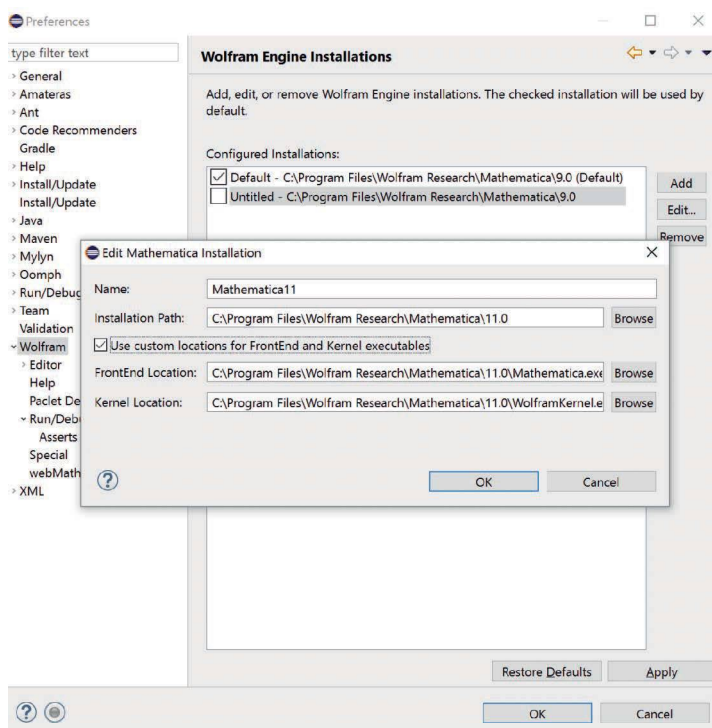 Preferences
type filter text
General
Amateras
Ant
Code Recommenders
Gradle
Help
Install/Update
Install/Update
Java
Maven
Mylyn
Oomph
Run/Debug
Team
Validation
Wolfram
Editor
Help
Paclet De
Run/Deb
Asserts
Special
webMath
XML
Wolfram Engine Installations
Add, edit, or remove Wolfram Engine installations. The checked installation will be used by
default.
Configured Installations:
Default - C:\Program Files\Wolfram Research\Mathematica\9.0 (Default)
Untitled - C:\Program Files\Wolfram Research\Mathematica\9.0
Add
Edit...
Remove
Edit Mathematica Installation
Name: Mathematica11
Installation Path: C:\Program Files\Wolfram Research\Mathematica\11.0 Browse
Use custom locations for FrontEnd and Kernel executables
FrontEnd Location: C:\Program Files\Wolfram Research\Mathematica\11.0\Mathematica.exe Browse
Kernel Location: C:\Program Files\Wolfram Research\Mathematica\11.0\WolframKernel.e Browse
OK Cancel
Restore Defaults Apply
OK Cancel